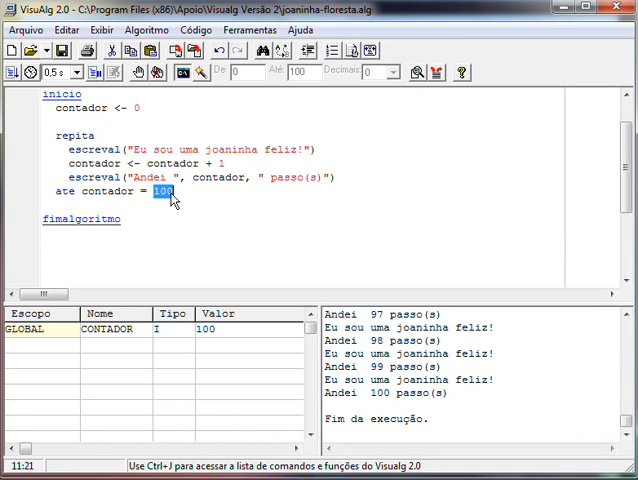 VisuAlg 2.0 - C:\Program Files (x86)\Apoio\Visualg Versão 2\joaninha-floresta.alg
Arquivo Editar Exibir Algoritmo Código Ferramentas Ajuda
0,5 s De: 0 Até: 100 Decimais: 0
inicio
contador <- 0
repita
escreval("Eu sou uma joaninha feliz!")
contador <- contador + 1
escreval("Andei ", contador, " passo(s)")
ate contador = 100
fimalgoritmo
Escopo Nome Tipo Valor
GLOBAL CONTADOR I 100
Andei 97 passo(s)
Eu sou uma joaninha feliz!
Andei 98 passo(s)
Eu sou uma joaninha feliz!
Andei 99 passo(s)
Eu sou uma joaninha feliz!
Andei 100 passo(s)
Fim da execução.
11:21 Use Ctrl+J para acessar a lista de comandos e funções do Visualg 2.0